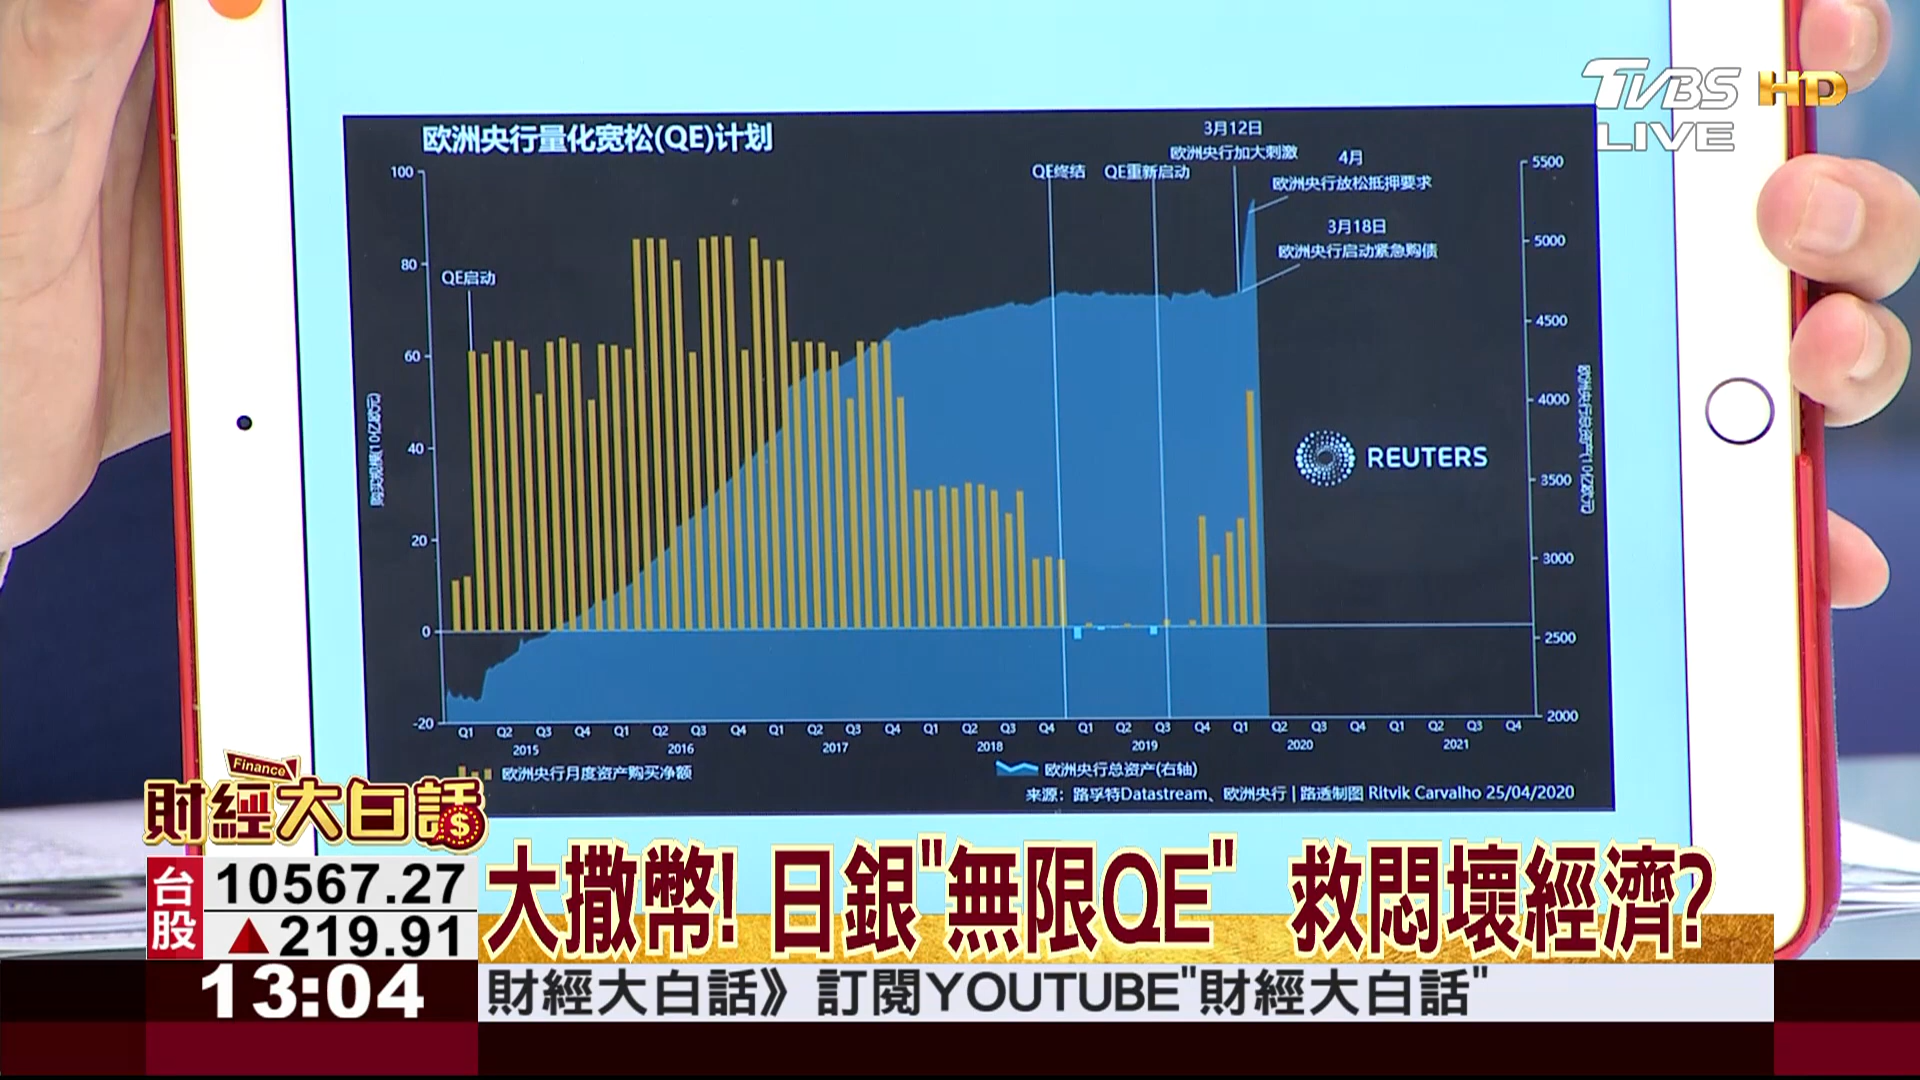 TVBS HD
LIVE
欧洲央行量化宽松(QE)计划
3月12日
欧洲央行加大刺激
4月
欧洲央行放松抵押要求
QE终结
QE重新启动
3月18日
欧洲央行启动紧急购债
QE启动
100
80
60
40
20
0
-20
购买规模(10亿欧元)
5500
5000
4500
4000
3500
3000
2500
2000
REUTERS
Q1 Q2 Q3 Q4 Q1 Q2 Q3 Q4 Q1 Q2 Q3 Q4 Q1 Q2 Q3 Q4 Q1 Q2 Q3 Q4 Q1 Q2 Q3 Q4 Q1 Q2 Q3 Q4
2015 2016 2017 2018 2019 2020 2021
欧洲央行月度资产购买净额
欧洲央行总资产(右轴)
来源：路孚特Datastream、欧洲央行 | 路透制图 Ritvik Carvalho 25/04/2020
Finance
財經大白話
$
台股
10567.27
▲219.91
大撒幣! 日銀"無限QE" 救悶壞經濟?
13:04
財經大白話》訂閱YOUTUBE"財經大白話"